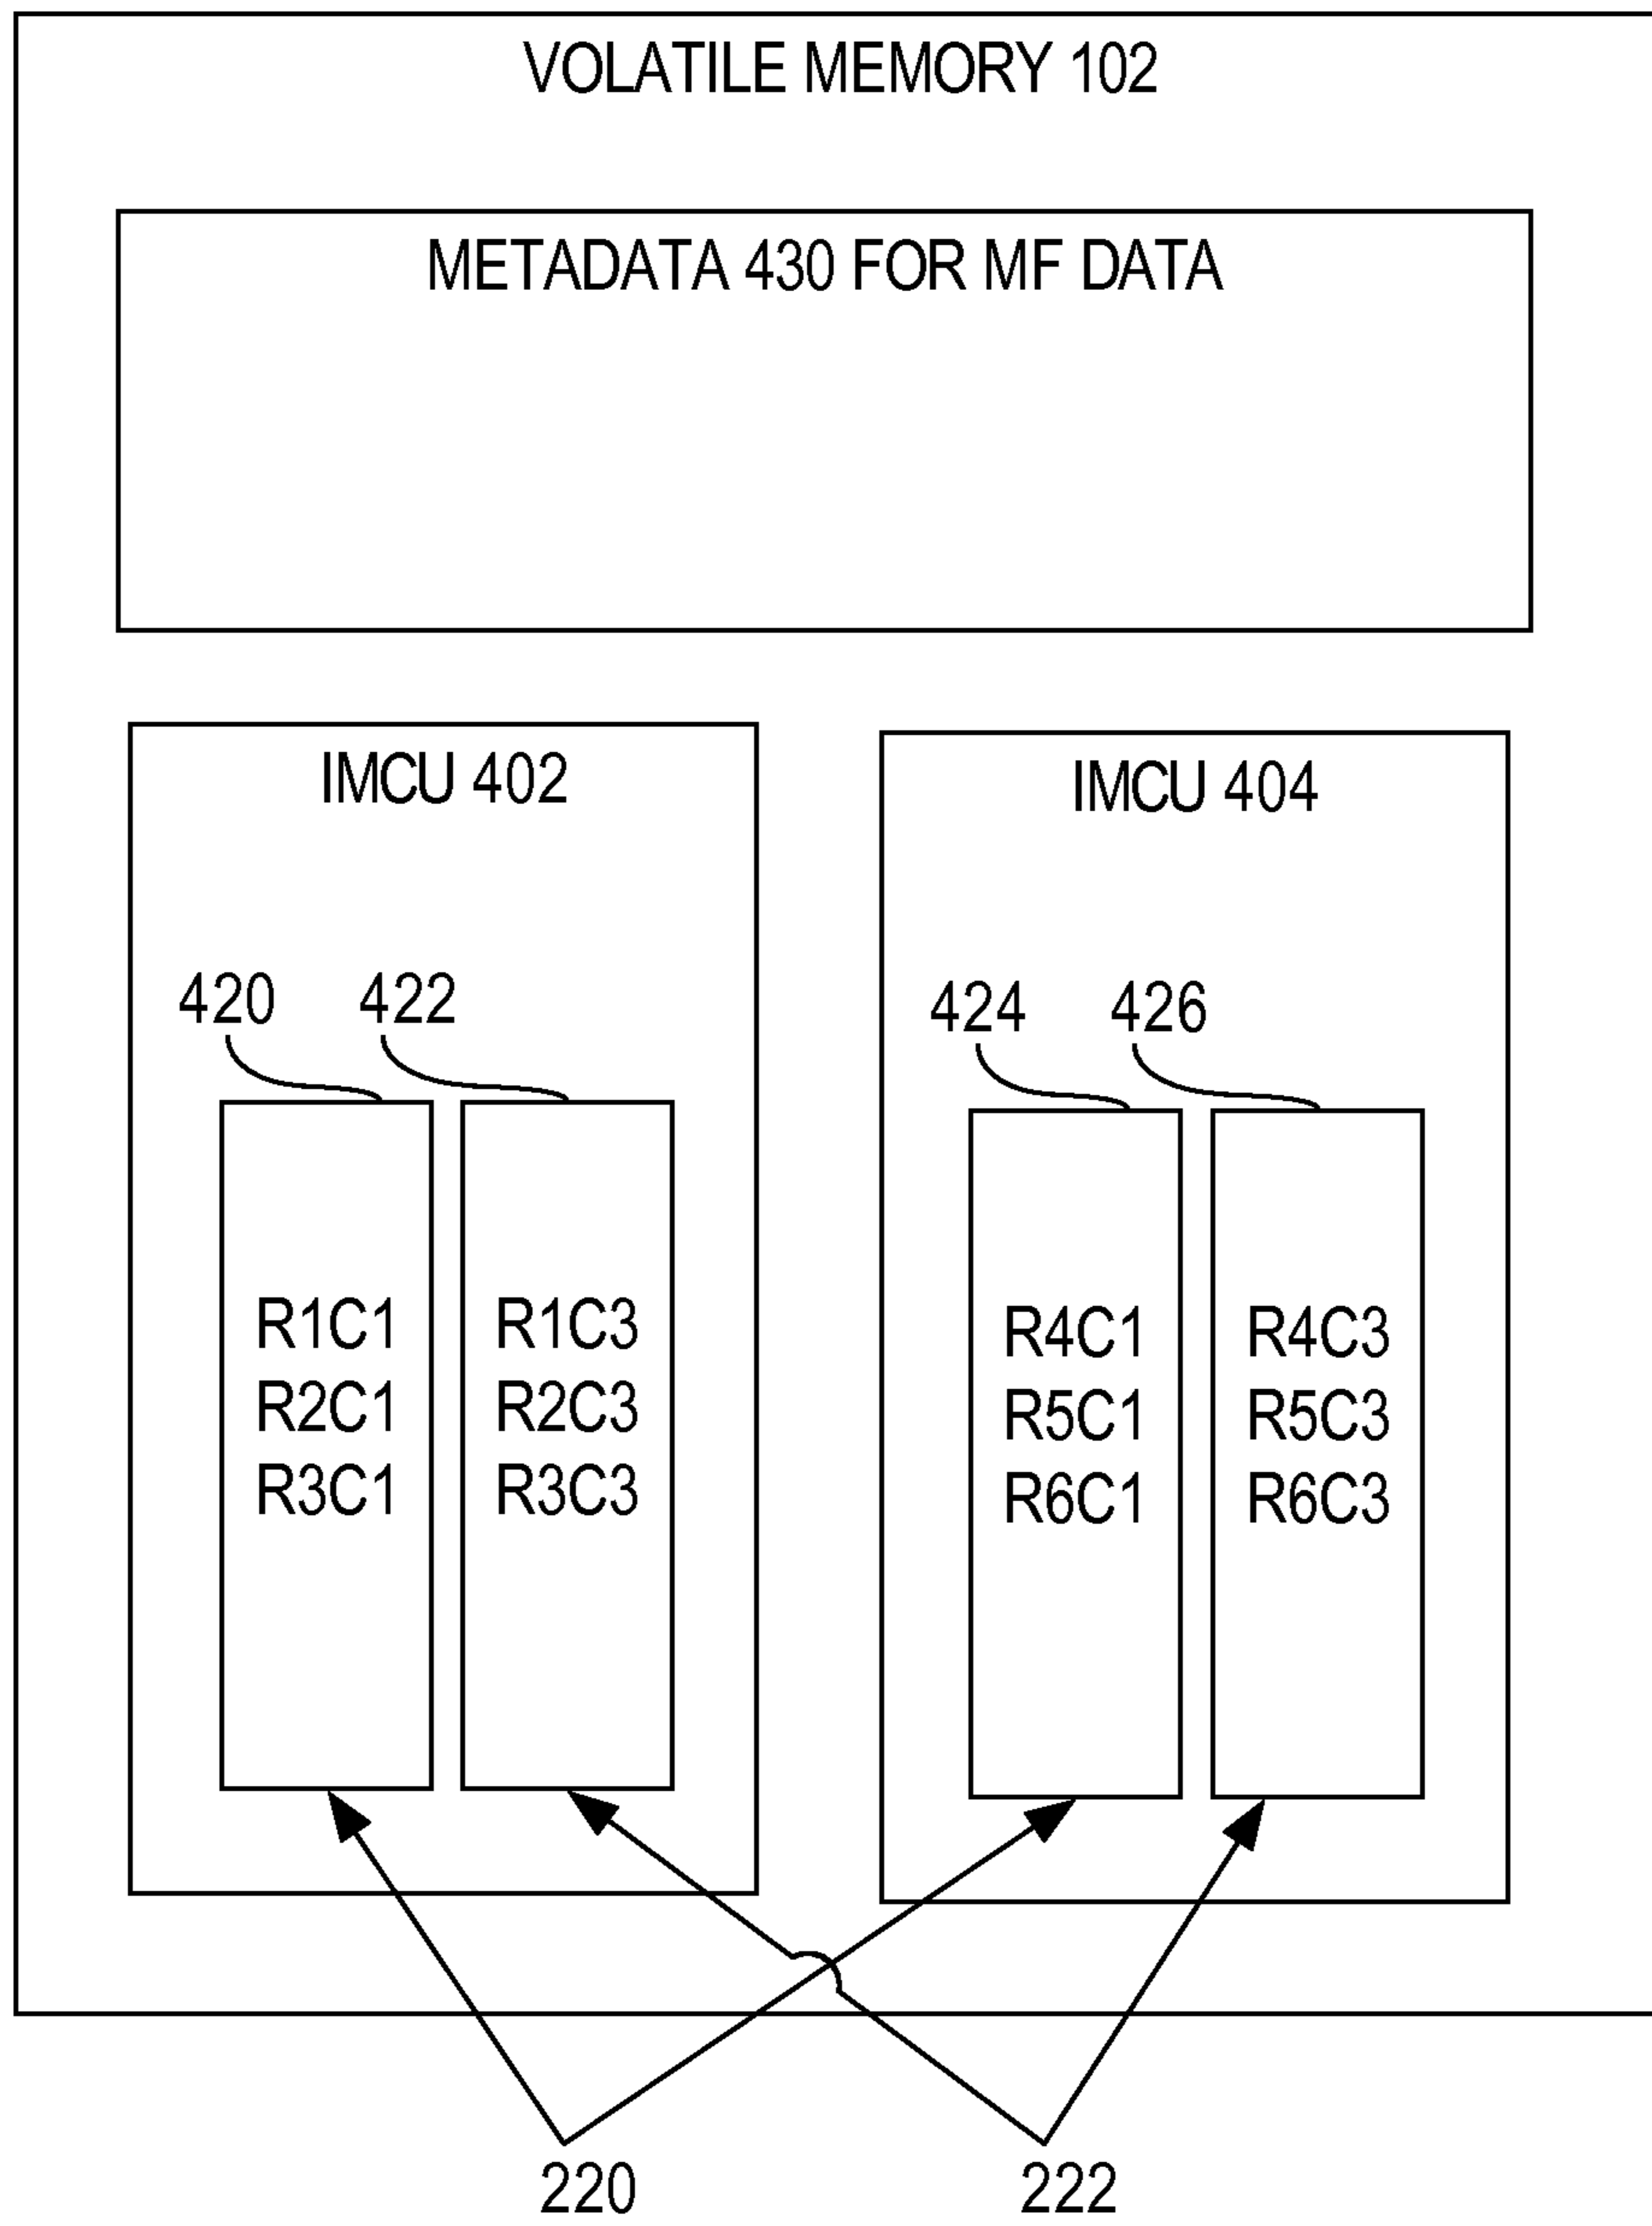 VOLATILE MEMORY 102
METADATA 430 FOR MF DATA
IMCU 402
420 422
R1C1
R2C1
R3C1
R1C3
R2C3
R3C3
IMCU 404
424 426
R4C1
R5C1
R6C1
R4C3
R5C3
R6C3
220
222